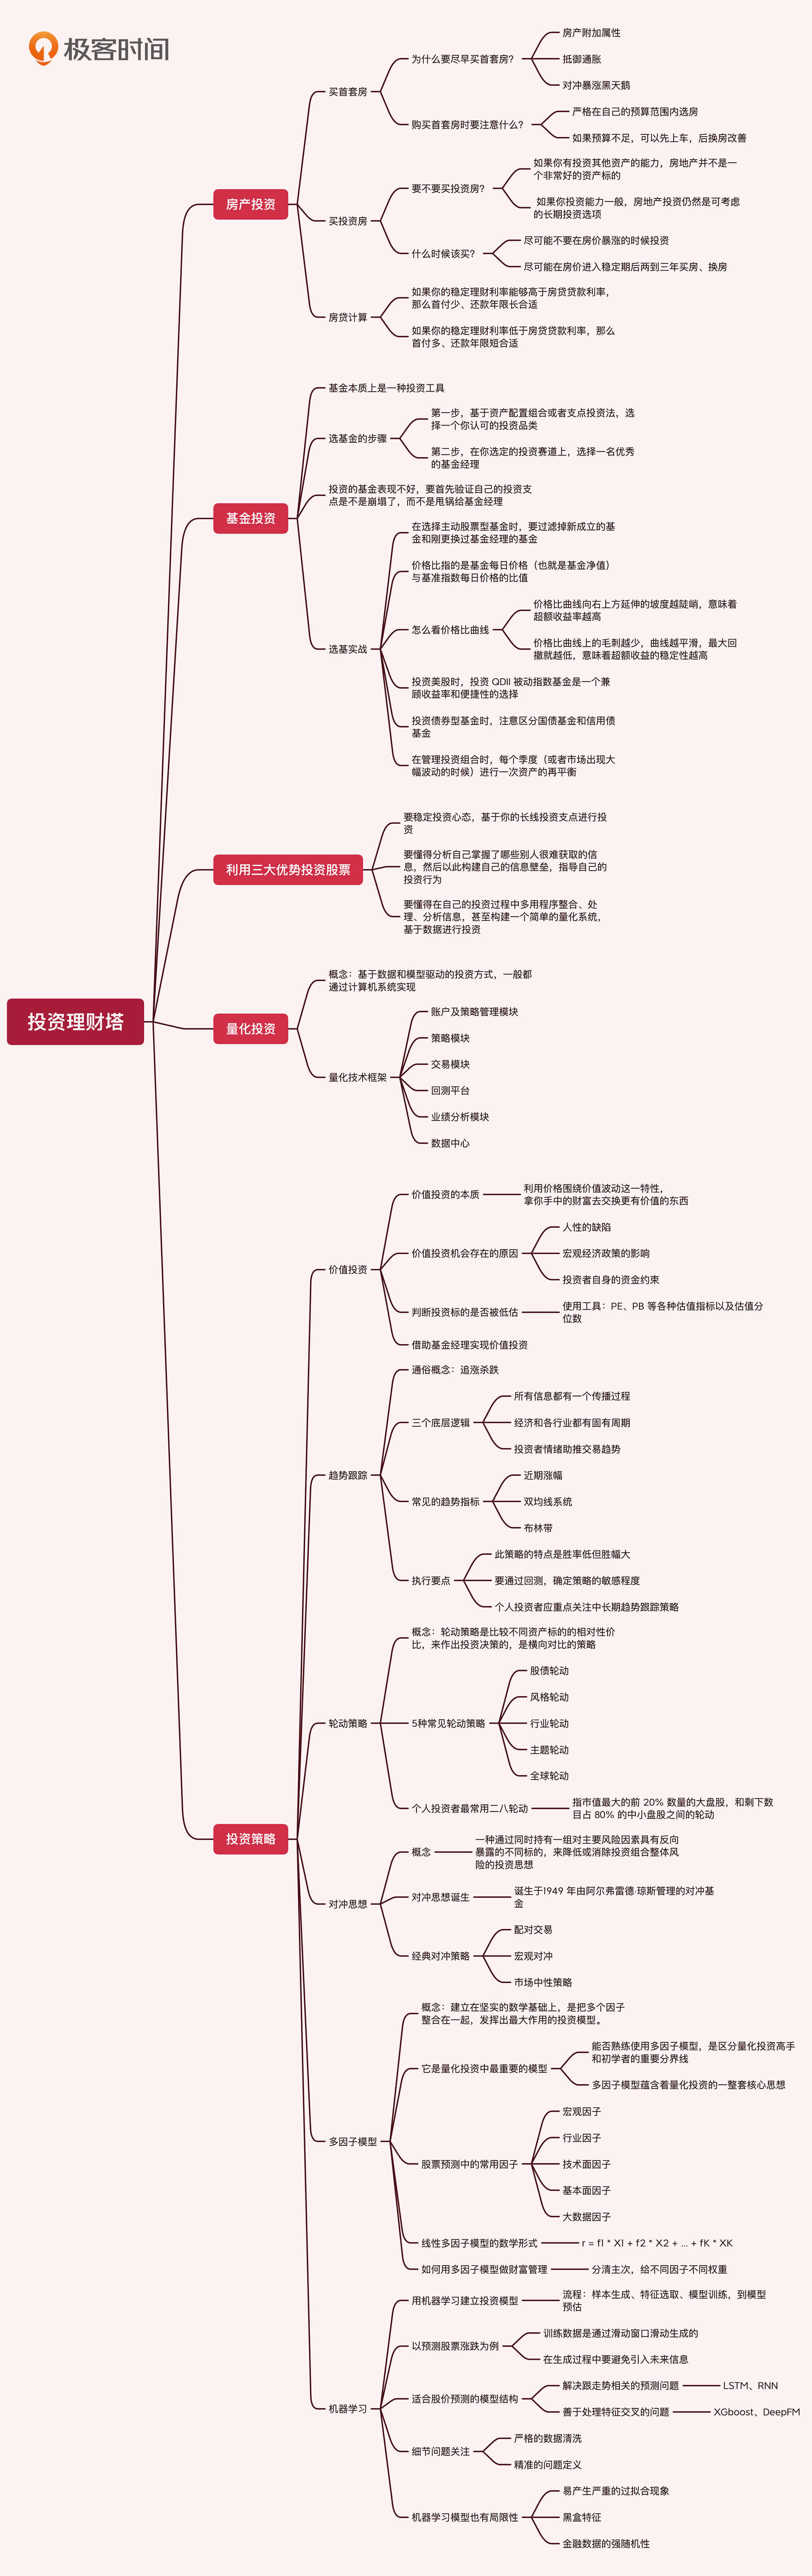 极客时间
投资理财塔
房产投资
买首套房
为什么要尽早买首套房？
房产附加属性
抵御通胀
对冲暴涨黑天鹅
购买首套房时要注意什么？
严格在自己的预算范围内选房
如果预算不足，可以先上车，后换房改善
买投资房
要不要买投资房？
如果你有投资其他资产的能力，房地产并不是一
个非常好的资产标的
如果你投资能力一般，房地产投资仍然是可考虑
的长期投资选项
什么时候该买？
尽可能不要在房价暴涨的时候投资
尽可能在房价进入稳定期后两到三年买房、换房
房贷计算
如果你的稳定理财利率能够高于房贷贷款利率，
那么首付少、还款年限长合适
如果你的稳定理财利率低于房贷贷款利率，那么
首付多、还款年限短合适
基金投资
基金本质上是一种投资工具
选基金的步骤
第一步，基于资产配置组合或者支点投资法，选
择一个你认可的投资品类
第二步，在你选定的投资赛道上，选择一名优秀
的基金经理
投资的基金表现不好，要首先验证自己的投资支
点是不是崩塌了，而不是甩锅给基金经理
选基实战
在选择主动股票型基金时，要过滤掉新成立的基
金和刚更换过基金经理的基金
价格比指的是基金每日价格（也就是基金净值）
与基准指数每日价格的比值
怎么看价格比曲线
价格比曲线向右上方延伸的坡度越陡峭，意味着
超额收益率越高
价格比曲线上的毛刺越少，曲线越平滑，最大回
撤就越低，意味着超额收益的稳定性越高
投资美股时，投资 QDII 被动指数基金是一个兼
顾收益率和便捷性的选择
投资债券型基金时，注意区分国债基金和信用债
基金
在管理投资组合时，每个季度（或者市场出现大
幅波动的时候）进行一次资产的再平衡
利用三大优势投资股票
要稳定投资心态，基于你的长线投资支点进行投
资
要懂得分析自己掌握了哪些别人很难获取的信
息，然后以此构建自己的信息壁垒，指导自己的
投资行为
要懂得在自己的投资过程中多用程序整合、处
理、分析信息，甚至构建一个简单的量化系统，
基于数据进行投资
量化投资
概念：基于数据和模型驱动的投资方式，一般都
通过计算机系统实现
量化技术框架
账户及策略管理模块
策略模块
交易模块
回测平台
业绩分析模块
数据中心
投资策略
价值投资
价值投资的本质
利用价格围绕价值波动这一特性，
拿你手中的财富去交换更有价值的东西
价值投资机会存在的原因
人性的缺陷
宏观经济政策的影响
投资者自身的资金约束
判断投资标的是否被低估
使用工具：PE、PB 等各种估值指标以及估值分
位数
借助基金经理实现价值投资
趋势跟踪
通俗概念：追涨杀跌
三个底层逻辑
所有信息都有一个传播过程
经济和各行业都有固有周期
投资者情绪助推交易趋势
常见的趋势指标
近期涨幅
双均线系统
布林带
执行要点
此策略的特点是胜率低但胜幅大
要通过回测，确定策略的敏感程度
个人投资者应重点关注中长期趋势跟踪策略
轮动策略
概念：轮动策略是比较不同资产标的的相对性价
比，来作出投资决策的，是横向对比的策略
5种常见轮动策略
股债轮动
风格轮动
行业轮动
主题轮动
全球轮动
个人投资者最常用二八轮动
指市值最大的前 20% 数量的大盘股，和剩下数
目占 80% 的中小盘股之间的轮动
对冲思想
概念
一种通过同时持有一组对主要风险因素具有反向
暴露的不同标的，来降低或消除投资组合整体风
险的投资思想
对冲思想诞生
诞生于1949 年由阿尔弗雷德·琼斯管理的对冲基
金
经典对冲策略
配对交易
宏观对冲
市场中性策略
多因子模型
概念：建立在坚实的数学基础上，是把多个因子
整合在一起，发挥出最大作用的投资模型。
它是量化投资中最重要的模型
能否熟练使用多因子模型，是区分量化投资高手
和初学者的重要分界线
多因子模型蕴含着量化投资的一整套核心思想
股票预测中的常用因子
宏观因子
行业因子
技术面因子
基本面因子
大数据因子
线性多因子模型的数学形式
r = f1 * X1 + f2 * X2 + ... + fK * XK
如何用多因子模型做财富管理
分清主次，给不同因子不同权重
机器学习
用机器学习建立投资模型
流程：样本生成、特征选取、模型训练，到模型
预估
以预测股票涨跌为例
训练数据是通过滑动窗口滑动生成的
在生成过程中要避免引入未来信息
适合股价预测的模型结构
解决跟走势相关的预测问题
LSTM、RNN
善于处理特征交叉的问题
XGboost、DeepFM
细节问题关注
严格的数据清洗
精准的问题定义
机器学习模型也有局限性
易产生严重的过拟合现象
黑盒特征
金融数据的强随机性